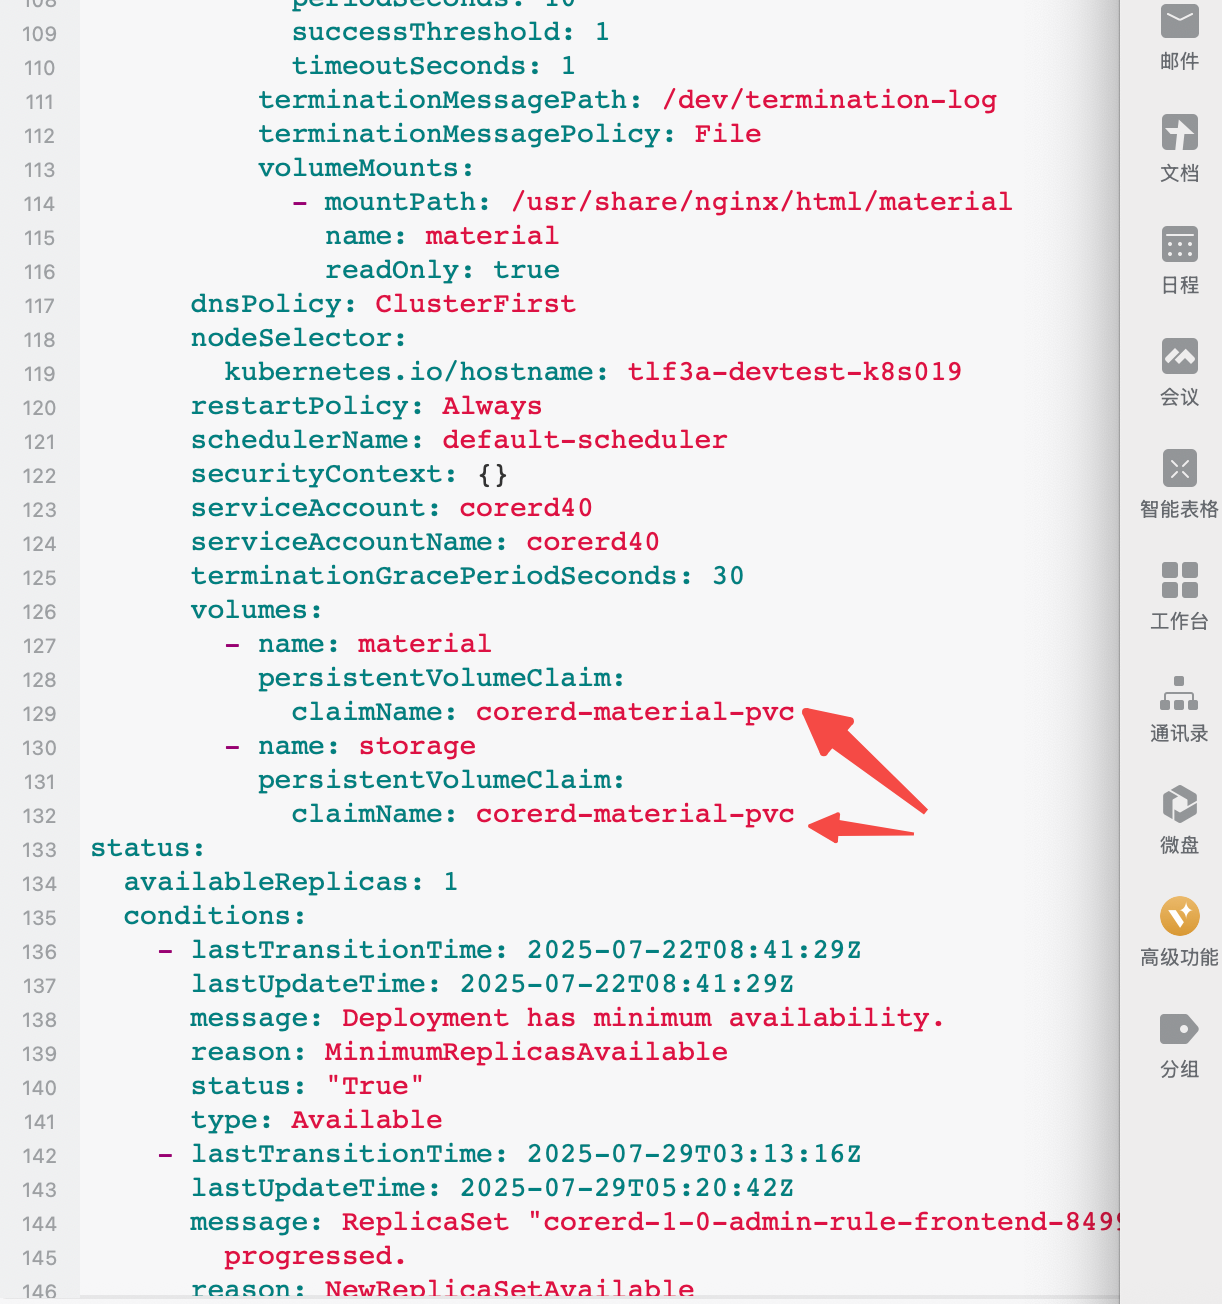 108 periodSeconds: 10
109 successThreshold: 1
110 timeoutSeconds: 1
111 terminationMessagePath: /dev/termination-log
112 terminationMessagePolicy: File
113 volumeMounts:
114 - mountPath: /usr/share/nginx/html/material
115 name: material
116 readOnly: true
117 dnsPolicy: ClusterFirst
118 nodeSelector:
119 kubernetes.io/hostname: tlf3a-devtest-k8s019
120 restartPolicy: Always
121 schedulerName: default-scheduler
122 securityContext: {}
123 serviceAccount: corerd40
124 serviceAccountName: corerd40
125 terminationGracePeriodSeconds: 30
126 volumes:
127 - name: material
128 persistentVolumeClaim:
129 claimName: corerd-material-pvc
130 - name: storage
131 persistentVolumeClaim:
132 claimName: corerd-material-pvc
133 status:
134 availableReplicas: 1
135 conditions:
136 - lastTransitionTime: 2025-07-22T08:41:29Z
137 lastUpdateTime: 2025-07-22T08:41:29Z
138 message: Deployment has minimum availability.
139 reason: MinimumReplicasAvailable
140 status: "True"
141 type: Available
142 - lastTransitionTime: 2025-07-29T03:13:16Z
143 lastUpdateTime: 2025-07-29T05:20:42Z
144 message: ReplicaSet "corerd-1-0-admin-rule-frontend-849
145 progressed.
146 reason: NewReplicaSetAvailable
邮件
文档
日程
会议
智能表格
工作台
通讯录
微盘
高级功能
分组